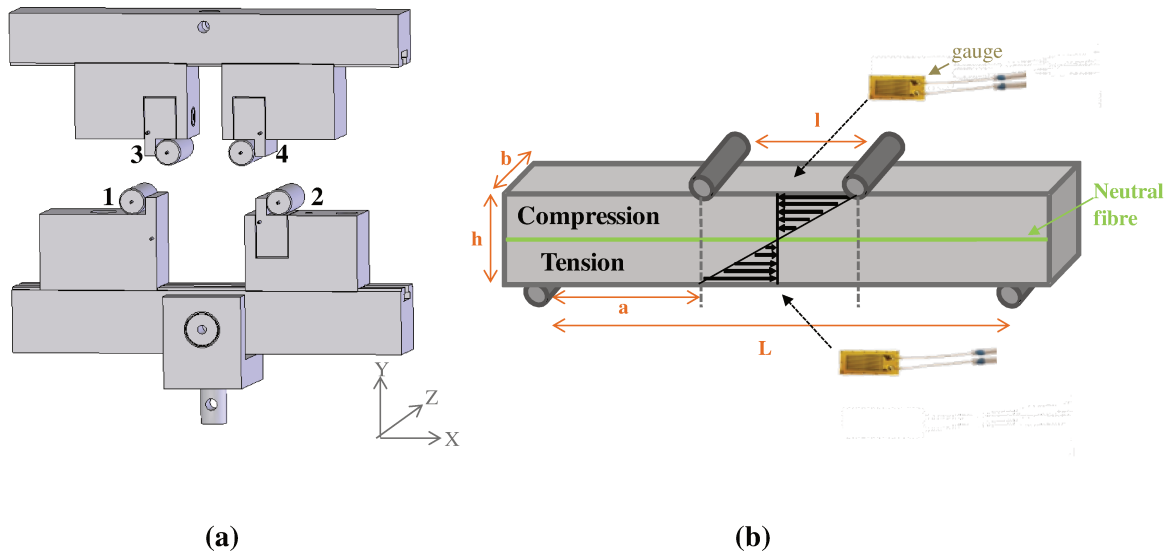 3
4
1
2
Y
Z
X
(a)
gauge
l
b
Compression
Neutral
fibre
h
Tension
a
L
(b)